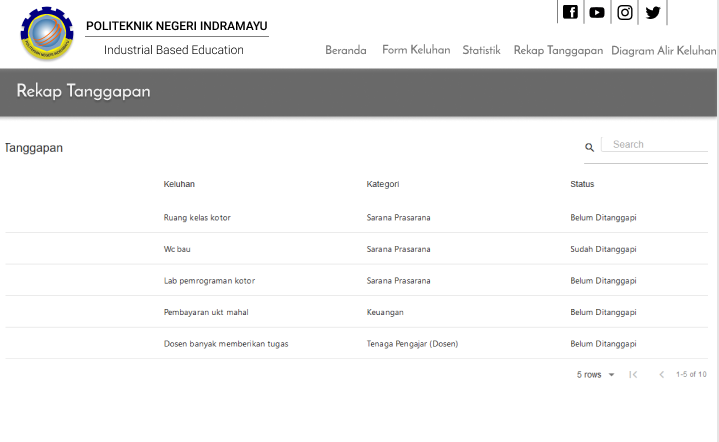 POLITEKNIK NEGERI INDRAMAYU
Industrial Based Education
Beranda Form Keluhan Statistik Rekap Tanggapan Diagram Alir Keluhan
Rekap Tanggapan
Tanggapan
Search
Keluhan Kategori Status
Ruang kelas kotor Sarana Prasarana Belum Ditanggapi
Wc bau Sarana Prasarana Sudah Ditanggapi
Lab pemrograman kotor Sarana Prasarana Belum Ditanggapi
Pembayaran ukt mahal Keuangan Belum Ditanggapi
Dosen banyak memberikan tugas Tenaga Pengajar (Dosen) Belum Ditanggapi
5 rows 1-5 of 10